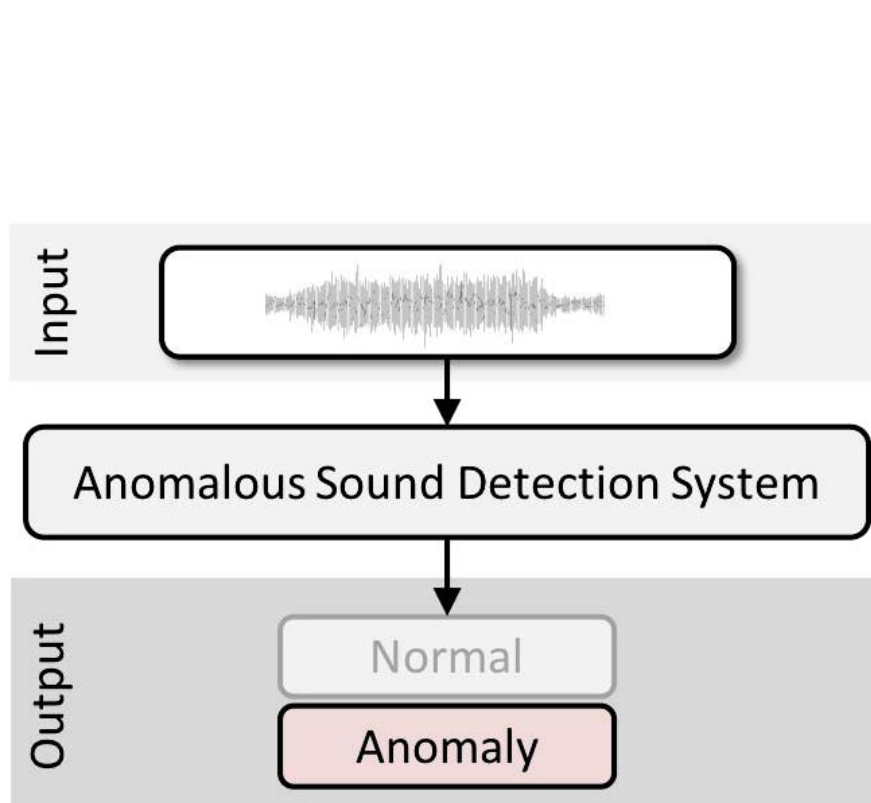 Input
Anomalous Sound Detection System
Output
Normal
Anomaly